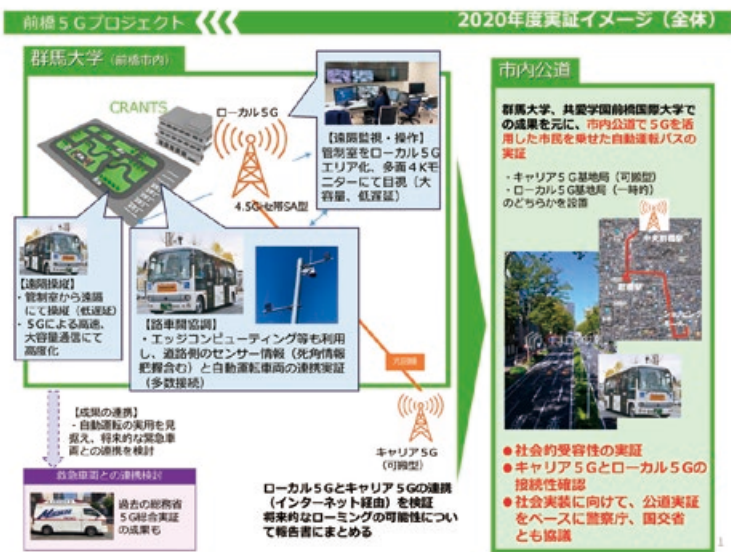 前橋５Ｇプロジェクト
2020年度実証イメージ（全体）
群馬大学（前橋市内）
CRANTS
ローカル５Ｇ
4.5G㎐帯SA型
【遠隔監視・操作】
管制室をローカル５Ｇ
エリア化、多面４Ｋモ
ニターにて目視（大
容量、低遅延）
【遠隔操縦】
・管制室から遠隔
にて操縦（低遅延）
・５Ｇによる高速、
大容量通信にて
高度化
【路車間協調】
・エッジコンピューティング等も利用
し、道路側のセンサー情報（死角情報
把握含む）と自動運転車両の連携実証
（多数接続）
【成果の連携】
・自動運転の実用を見
据え、将来的な緊急車
両との連携を検討
救急車両との連携検討
過去の総務省
５Ｇ総合実証
の成果も
キャリア５Ｇ
（可搬型）
ローカル５Ｇとキャリア５Ｇの連携
（インターネット経由）を検証
将来的なローミングの可能性につい
て報告書にまとめる
市内公道
群馬大学、共愛学園前橋国際大学で
の成果を元に、市内公道で５Ｇを活
用した市民を乗せた自動運転バスの
実証
・キャリア５Ｇ基地局（可搬型）
・ローカル５Ｇ基地局（一時的）
のどちらかを設置
中央前橋駅
前橋駅
●社会的受容性の実証
●キャリア５Ｇとローカル５Ｇの
接続性確認
●社会実装に向けて、公道実証
をベースに警察庁、国交省
とも協議
1